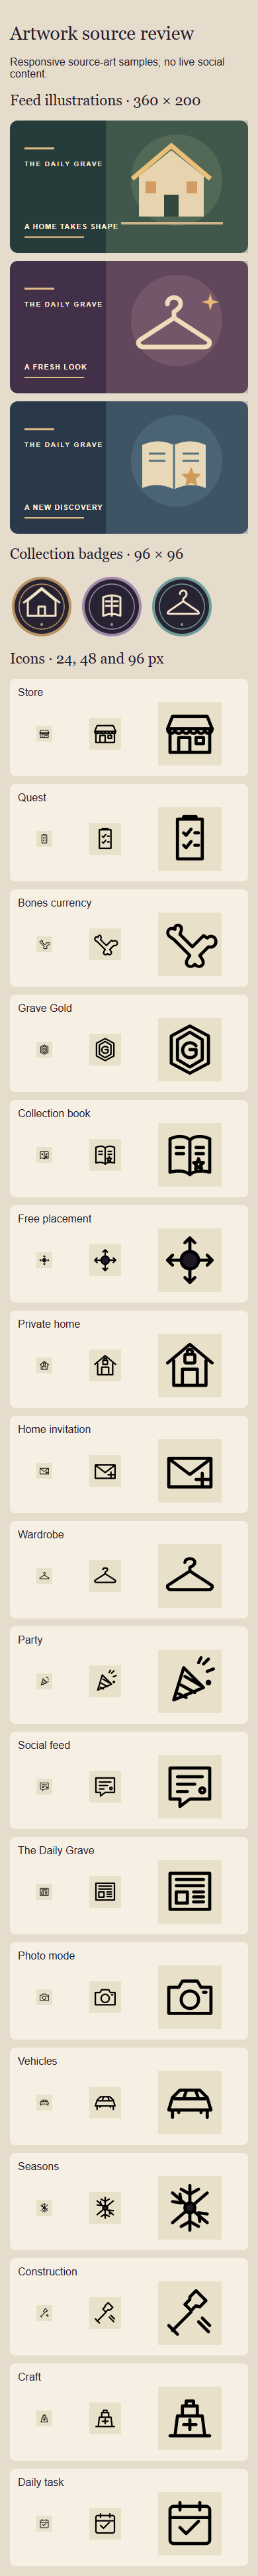 Artwork source review
Responsive source-art samples; no live social
content.
Feed illustrations · 360 × 200
THE DAILY GRAVE
A HOME TAKES SHAPE
THE DAILY GRAVE
A FRESH LOOK
THE DAILY GRAVE
A NEW DISCOVERY
Collection badges · 96 × 96
Icons · 24, 48 and 96 px
Store
Quest
Bones currency
Grave Gold
G
G
Collection book
Free placement
Private home
Home invitation
Wardrobe
Party
Social feed
The Daily Grave
Photo mode
Vehicles
Seasons
Construction
Craft
Daily task